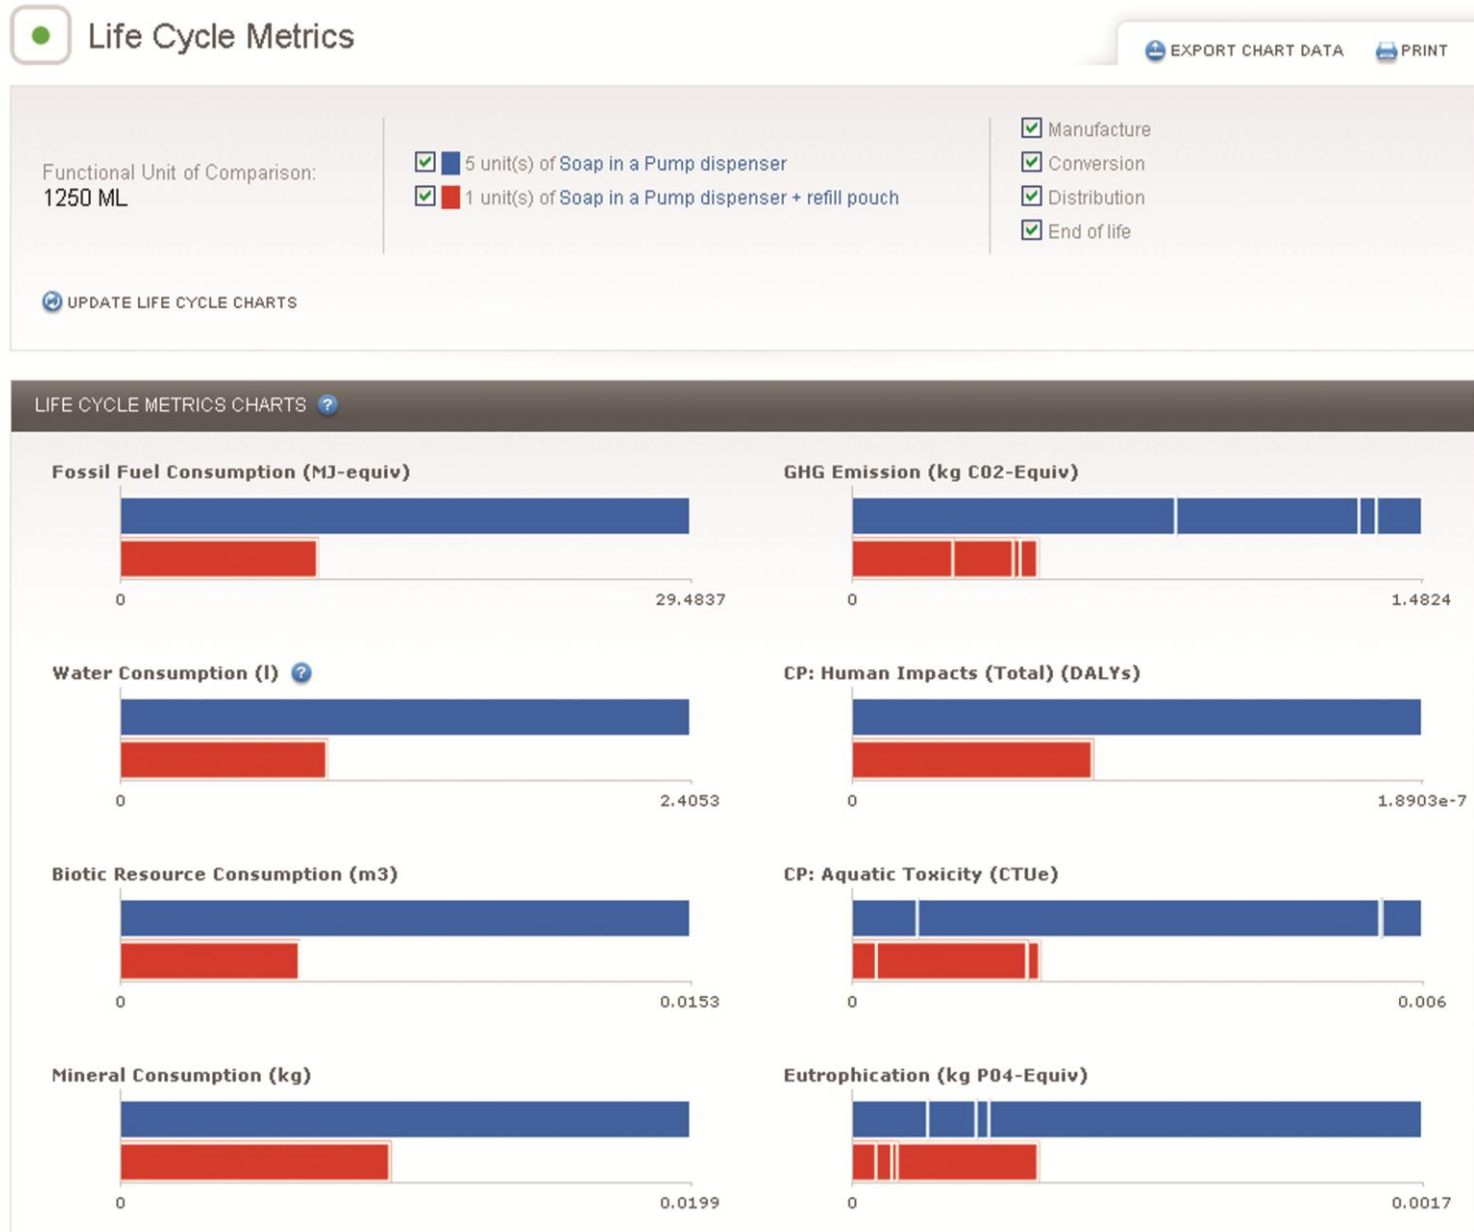 Life Cycle Metrics
EXPORT CHART DATA
PRINT
Functional Unit of Comparison:
1250 ML
5 unit(s) of Soap in a Pump dispenser
1 unit(s) of Soap in a Pump dispenser + refill pouch
Manufacture
Conversion
Distribution
End of life
UPDATE LIFE CYCLE CHARTS
LIFE CYCLE METRICS CHARTS ?
Fossil Fuel Consumption (MJ-equiv)
0 29.4837
GHG Emission (kg C02-Equiv)
0 1.4824
Water Consumption (l) ?
0 2.4053
CP: Human Impacts (Total) (DALYs)
0 1.8903e-7
Biotic Resource Consumption (m3)
0 0.0153
CP: Aquatic Toxicity (CTUe)
0 0.006
Mineral Consumption (kg)
0 0.0199
Eutrophication (kg P04-Equiv)
0 0.0017